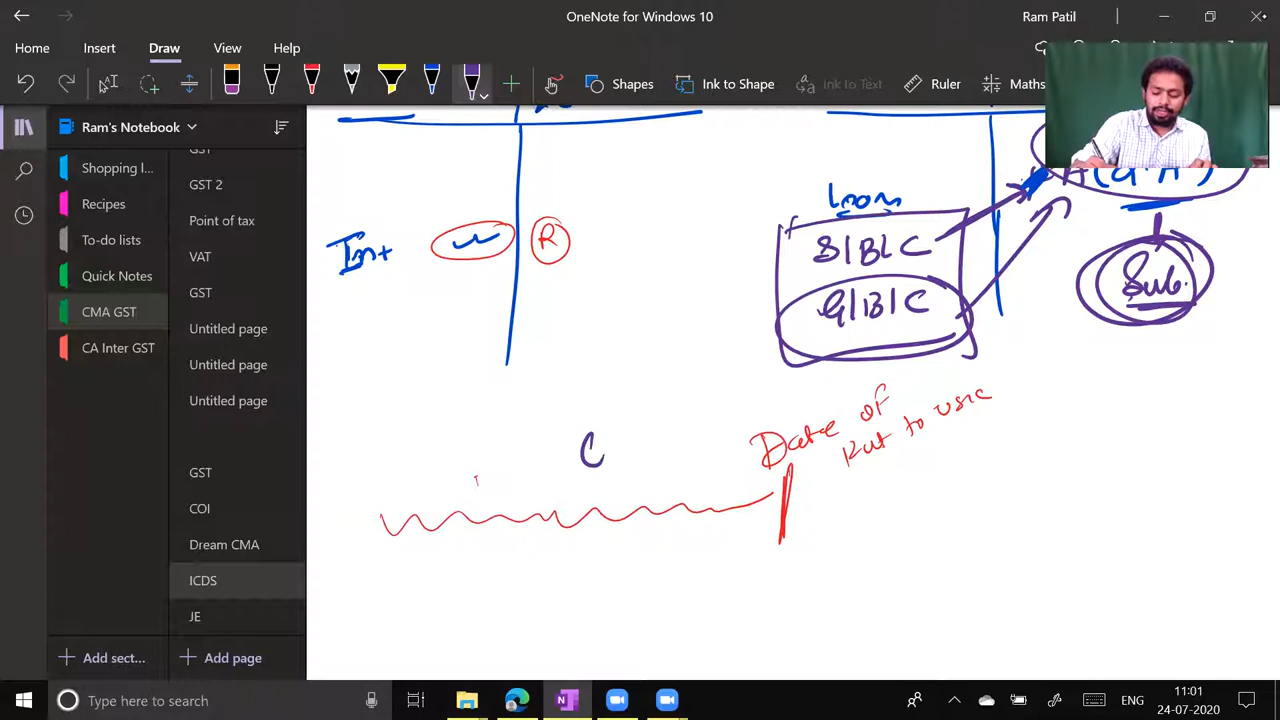 OneNote for Windows 10
Ram Patil
Home
Insert
Draw
View
Help
Shapes
Ink to Shape
Ink to Text
Ruler
Maths
Ram's Notebook
Shopping l...
Recipes
To-do lists
Quick Notes
CMA GST
CA Inter GST
GST
GST 2
Point of tax
VAT
GST
Untitled page
Untitled page
Untitled page
GST
COI
Dream CMA
ICDS
JE
Add sect...
Add page
Int
R
Loan
S|B|C
G|B|C
Sub.
Date of
Put to use
C
Type here to search
ENG
11:01
24-07-2020